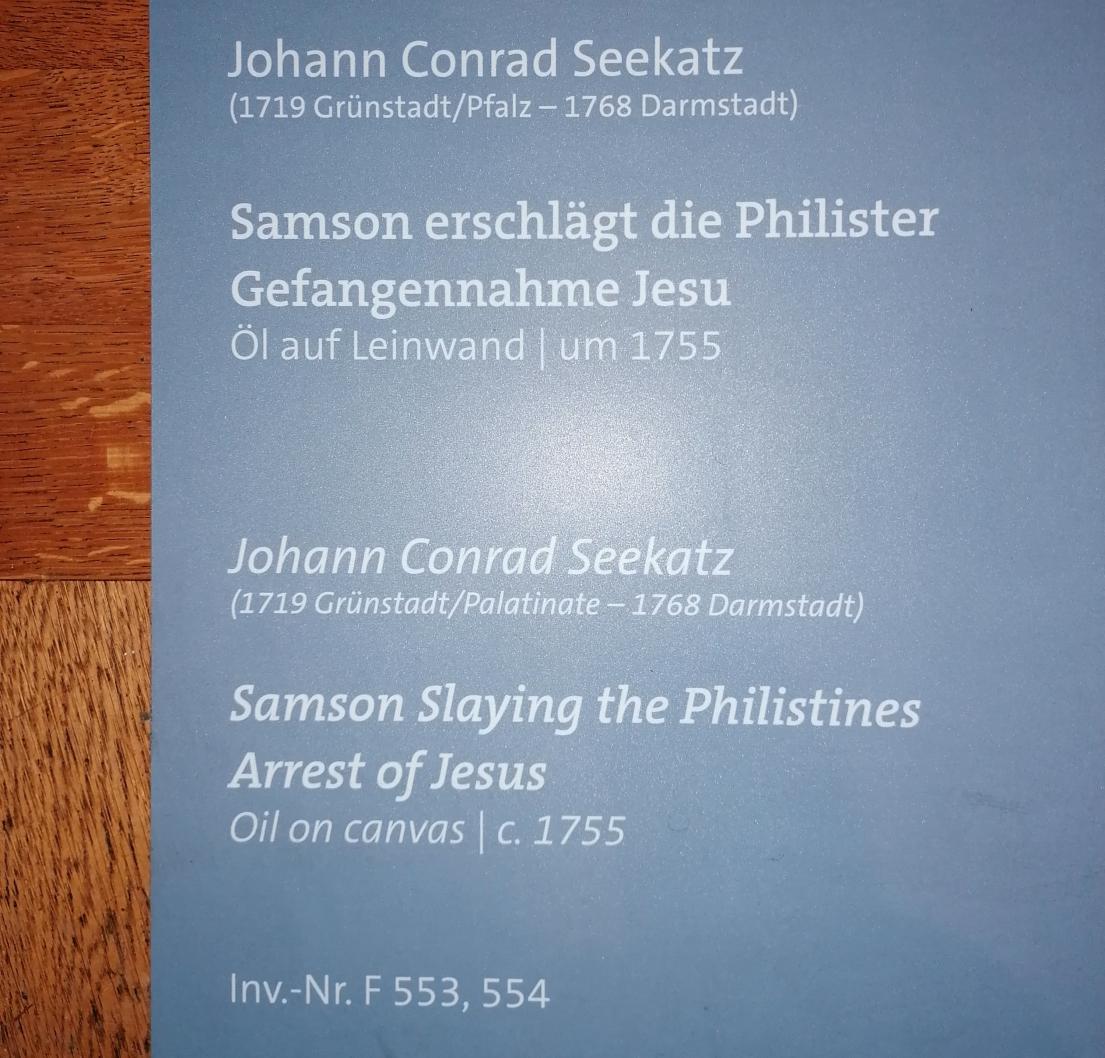 Johann Conrad Seekatz
(1719 Grünstadt/Pfalz – 1768 Darmstadt)
Samson erschlägt die Philister
Gefangennahme Jesu
Öl auf Leinwand | um 1755
Johann Conrad Seekatz
(1719 Grünstadt/Palatinate – 1768 Darmstadt)
Samson Slaying the Philistines
Arrest of Jesus
Oil on canvas | c. 1755
Inv.-Nr. F 553, 554